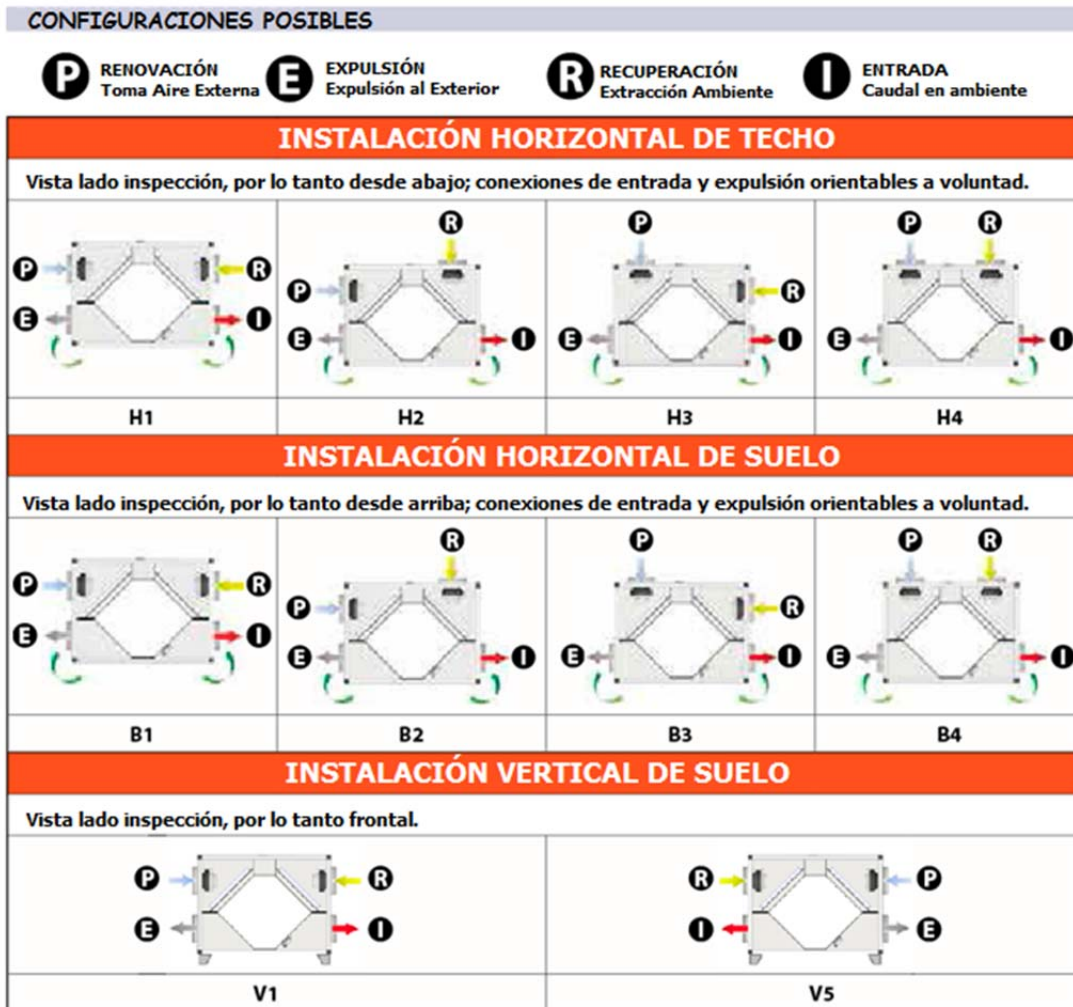 CONFIGURACIONES POSIBLES
P RENOVACIÓN
Toma Aire Externa
E EXPULSIÓN
Expulsión al Exterior
R RECUPERACIÓN
Extracción Ambiente
I ENTRADA
Caudal en ambiente
INSTALACIÓN HORIZONTAL DE TECHO
Vista lado inspección, por lo tanto desde abajo; conexiones de entrada y expulsión orientables a voluntad.
P R
E I
H1
R
P
E I
H2
P
R
E I
H3
P R
E I
H4
INSTALACIÓN HORIZONTAL DE SUELO
Vista lado inspección, por lo tanto desde arriba; conexiones de entrada y expulsión orientables a voluntad.
P R
E I
B1
R
P
E I
B2
P
R
E I
B3
P R
E I
B4
INSTALACIÓN VERTICAL DE SUELO
Vista lado inspección, por lo tanto frontal.
P R
E I
V1
R P
I E
V5